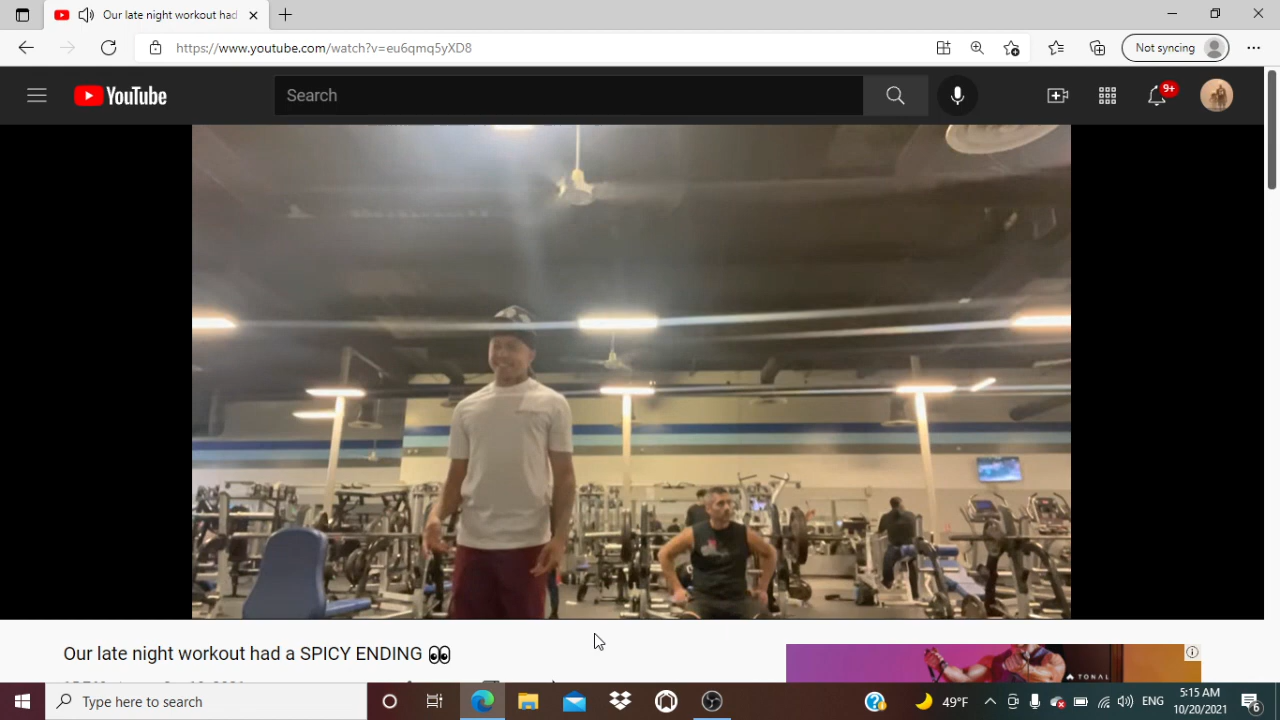 Our late night workout had
https://www.youtube.com/watch?v=eu6qmq5yXD8
Not syncing
YouTube
Search
9+
Our late night workout had a SPICY ENDING 👀
TONAL
Type here to search
49°F
ENG
5:15 AM
10/20/2021
6